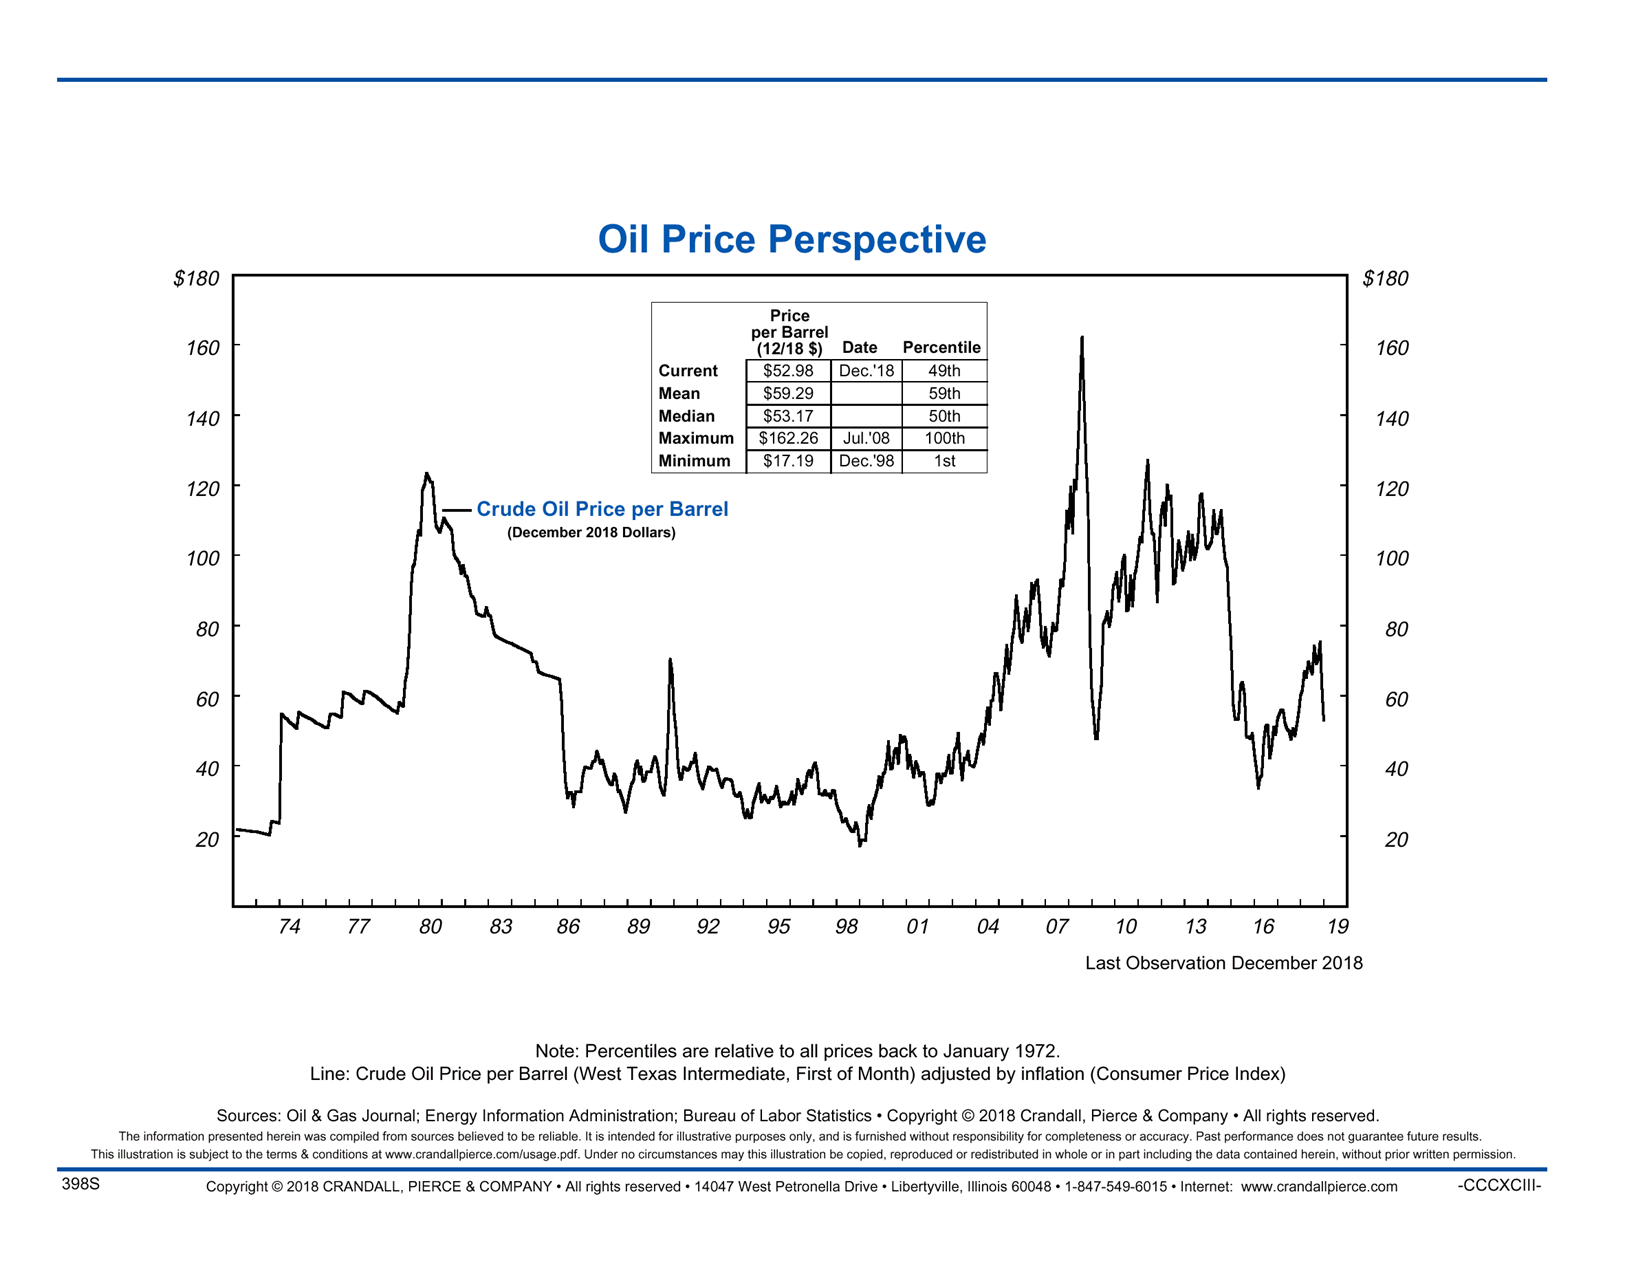 Oil Price Perspective
$180 $180
160 160
140 140
120 120
100 100
80 80
60 60
40 40
20 20
Price
per Barrel
(12/18 $) Date Percentile
Current $52.98 Dec.'18 49th
Mean $59.29 59th
Median $53.17 50th
Maximum $162.26 Jul.'08 100th
Minimum $17.19 Dec.'98 1st
Crude Oil Price per Barrel
(December 2018 Dollars)
74 77 80 83 86 89 92 95 98 01 04 07 10 13 16 19
Last Observation December 2018
Note: Percentiles are relative to all prices back to January 1972.
Line: Crude Oil Price per Barrel (West Texas Intermediate, First of Month) adjusted by inflation (Consumer Price Index)
Sources: Oil & Gas Journal; Energy Information Administration; Bureau of Labor Statistics • Copyright © 2018 Crandall, Pierce & Company • All rights reserved.
The information presented herein was compiled from sources believed to be reliable. It is intended for illustrative purposes only, and is furnished without responsibility for completeness or accuracy. Past performance does not guarantee future results.
This illustration is subject to the terms & conditions at www.crandallpierce.com/usage.pdf. Under no circumstances may this illustration be copied, reproduced or redistributed in whole or in part including the data contained herein, without prior written permission.
398S Copyright © 2018 CRANDALL, PIERCE & COMPANY • All rights reserved • 14047 West Petronella Drive • Libertyville, Illinois 60048 • 1-847-549-6015 • Internet: www.crandallpierce.com -CCCXCIII-